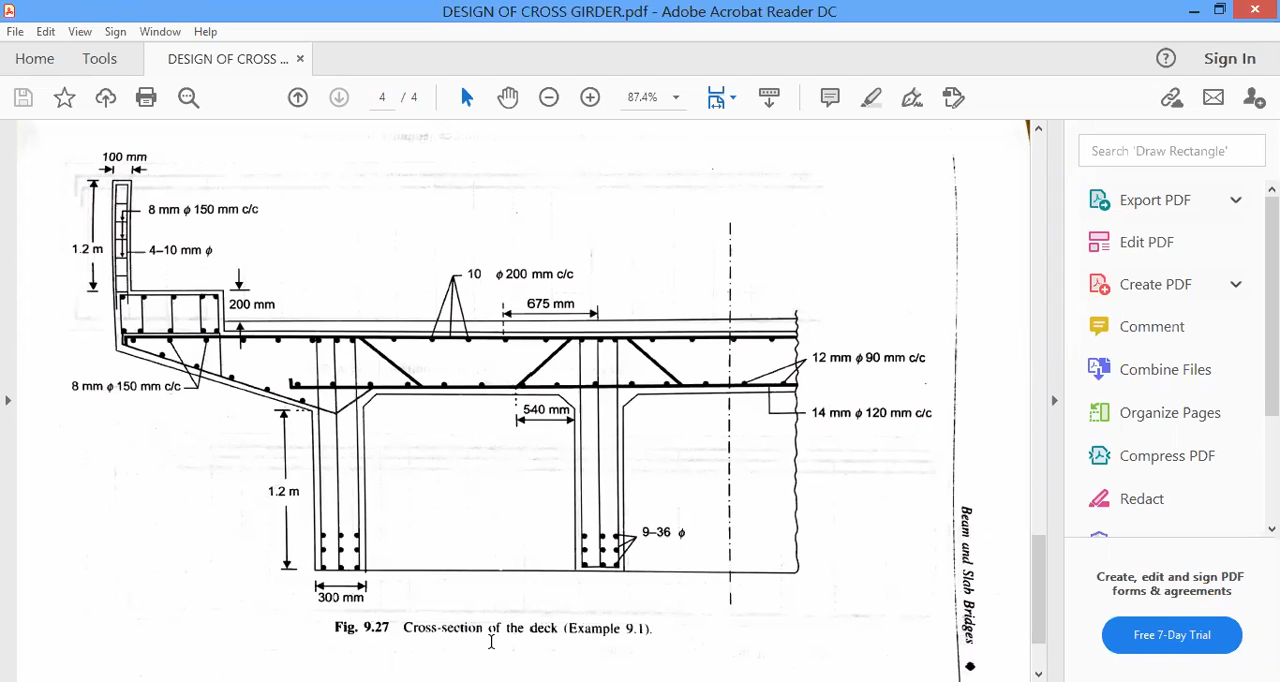 DESIGN OF CROSS GIRDER.pdf - Adobe Acrobat Reader DC
File Edit View Sign Window Help
Home Tools DESIGN OF CROSS ... × Sign In
4 / 4 87.4%
100 mm
8 mm ϕ 150 mm c/c
1.2 m
4–10 mm ϕ
10 ϕ 200 mm c/c
200 mm
675 mm
12 mm ϕ 90 mm c/c
8 mm ϕ 150 mm c/c
540 mm
14 mm ϕ 120 mm c/c
1.2 m
9–36 ϕ
300 mm
Fig. 9.27 Cross-section of the deck (Example 9.1).
Beam and Slab Bridges ◆
Search 'Draw Rectangle'
Export PDF
Edit PDF
Create PDF
Comment
Combine Files
Organize Pages
Compress PDF
Redact
Create, edit and sign PDF
forms & agreements
Free 7-Day Trial